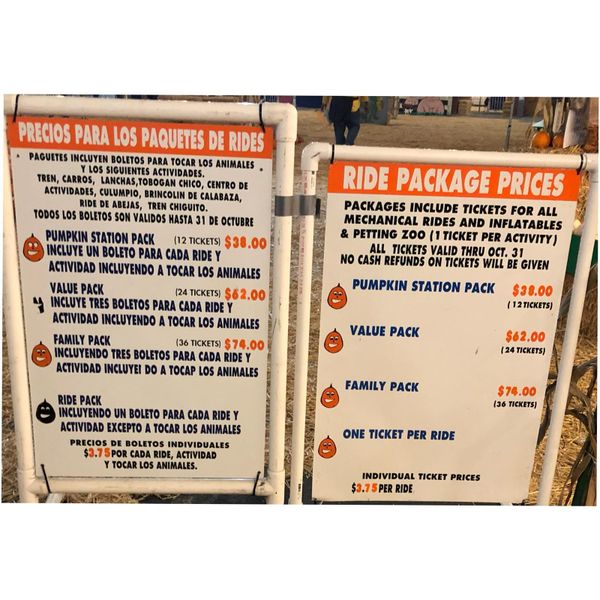 PRECIOS PARA LOS PAQUETES DE RIDES
PAQUETES INCLUYEN BOLETOS PARA TOCAR LOS ANIMALES
Y LOS SIGUIENTES ACTIVIDADES.
TREN, CARROS, LANCHAS,TOBOGAN CHICO, CENTRO DE
ACTIVIDADES, CULUMPIO, BRINCOLIN DE CALABAZA,
RIDE DE ABEJAS, TREN CHIGUITO.
TODOS LOS BOLETOS SON VALIDOS HASTA 31 DE OCTUBRE
PUMPKIN STATION PACK (12 TICKETS) $38.00
INCLUYE UN BOLETO PARA CADA RIDE Y
ACTIVIDAD INCLUYENDO A TOCAR LOS ANIMALES
VALUE PACK (24 TICKETS) $62.00
INCLUYE TRES BOLETOS PARA CADA RIDE Y
ACTIVIDAD INCLUYENDO A TOCAR LOS ANIMALES
FAMILY PACK (36 TICKETS) $74.00
INCLUYENDO TRES BOLETOS PARA CADA RIDE Y
ACTIVIDAD INCLUYEI DO A TOCAP LOS ANIMALES
RIDE PACK
INCLUYENDO UN BOLETO PARA CADA RIDE Y
ACTIVIDAD EXCEPTO A TOCAR LOS ANIMALES
PRECIOS DE BOLETOS INDIVIDUALES
$3.75 POR CADA RIDE, ACTIVIDAD
Y TOCAR LOS ANIMALES.
RIDE PACKAGE PRICES
PACKAGES INCLUDE TICKETS FOR ALL
MECHANICAL RIDES AND INFLATABLES
& PETTING ZOO (1 TICKET PER ACTIVITY)
ALL TICKETS VALID THRU OCT. 31
NO CASH REFUNDS ON TICKETS WILL BE GIVEN
PUMPKIN STATION PACK $38.00
(12 TICKETS)
VALUE PACK $62.00
(24 TICKETS)
FAMILY PACK $74.00
(36 TICKETS)
ONE TICKET PER RIDE
INDIVIDUAL TICKET PRICES
$3.75 PER RIDE